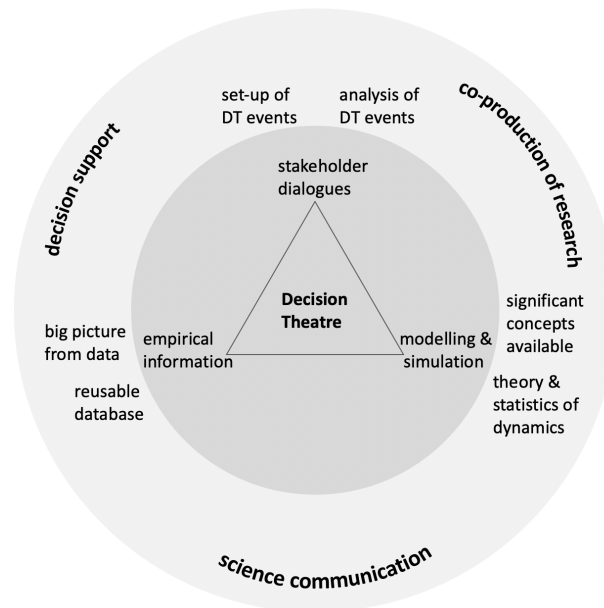 set-up of
DT events
analysis of
DT events
co-production of research
decision support
stakeholder
dialogues
Decision
Theatre
significant
concepts
available
big picture
from data
empirical
information
modelling &
simulation
reusable
database
theory &
statistics of
dynamics
science communication